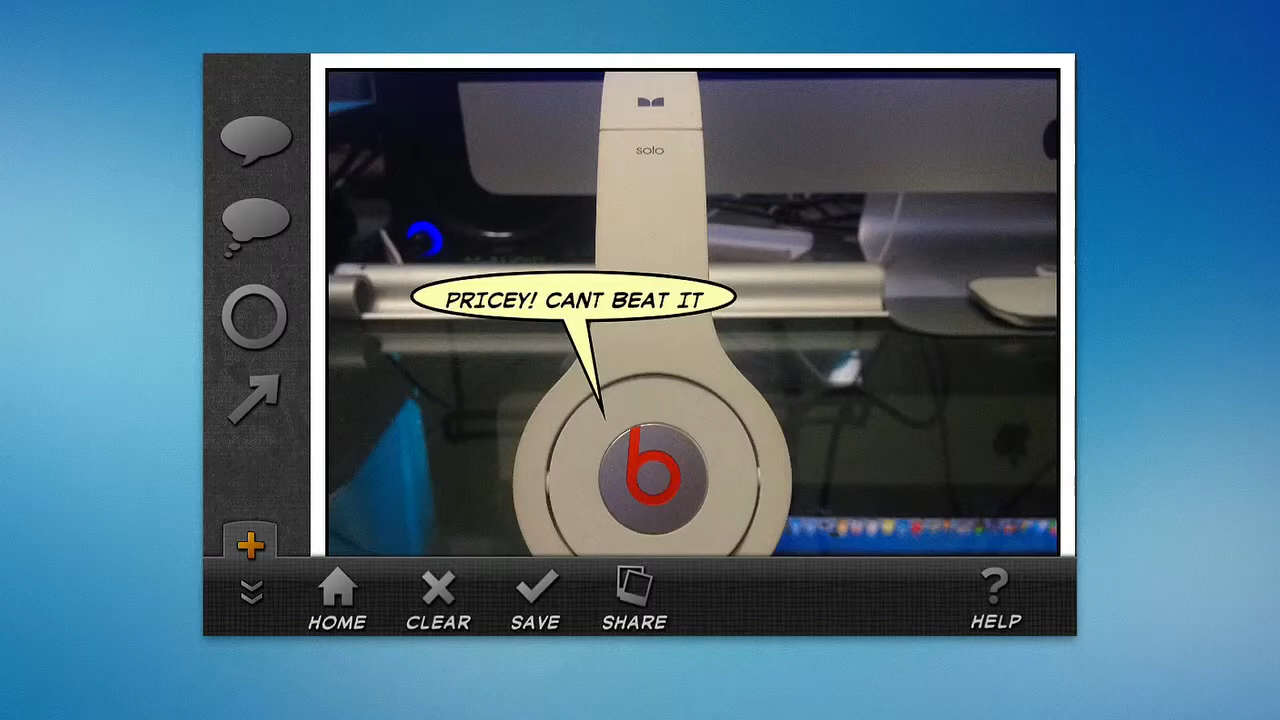 solo
PRICEY! CANT BEAT IT
b
HOME CLEAR SAVE SHARE HELP